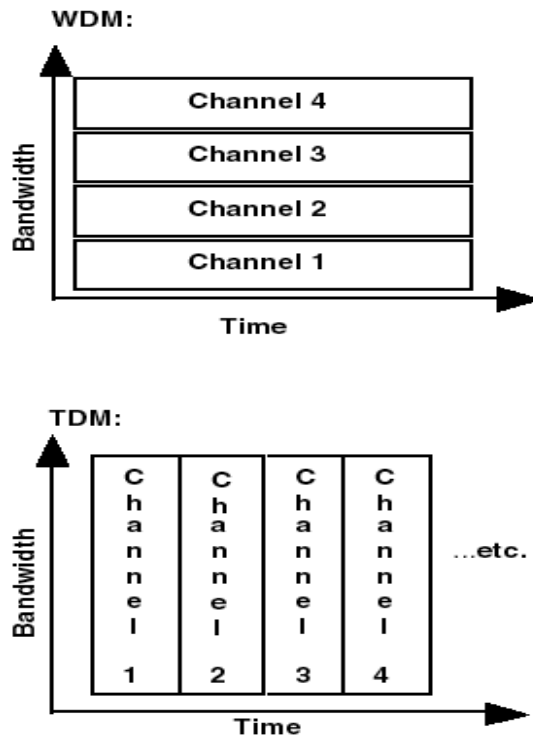 WDM:
Bandwidth
Channel 4
Channel 3
Channel 2
Channel 1
Time
TDM:
Bandwidth
Channel 1
Channel 2
Channel 3
Channel 4
...etc.
Time